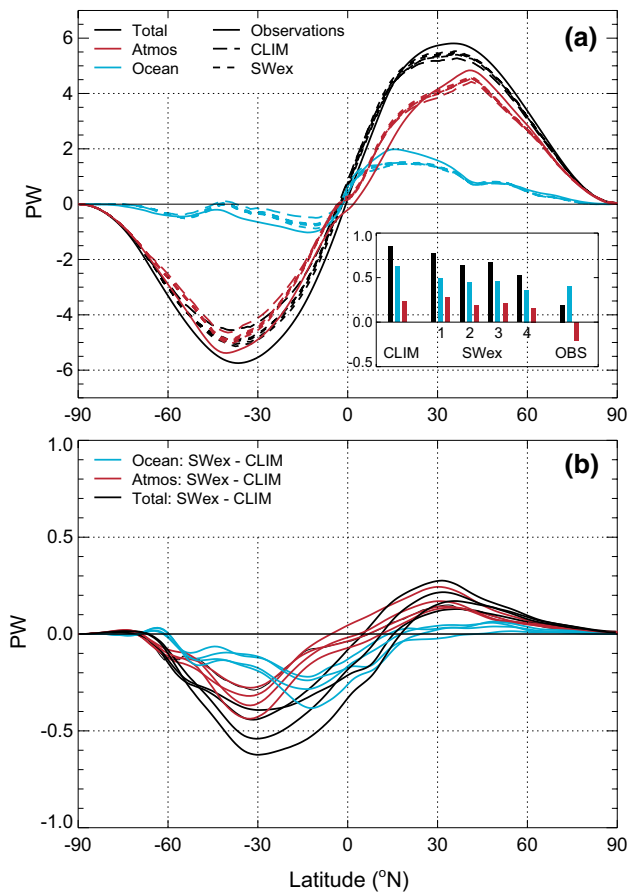 Total
Observations
(a)
Atmos
CLIM
Ocean
SWex
PW
6
4
2
0
-2
-4
-6
1.0
0.5
0.0
-0.5
1
2
3
4
CLIM
SWex
OBS
-90
-60
-30
0
30
60
90
Ocean: SWex - CLIM
(b)
Atmos: SWex - CLIM
Total: SWex - CLIM
PW
1.0
0.5
0.0
-0.5
-1.0
-90
-60
-30
0
30
60
90
Latitude (°N)